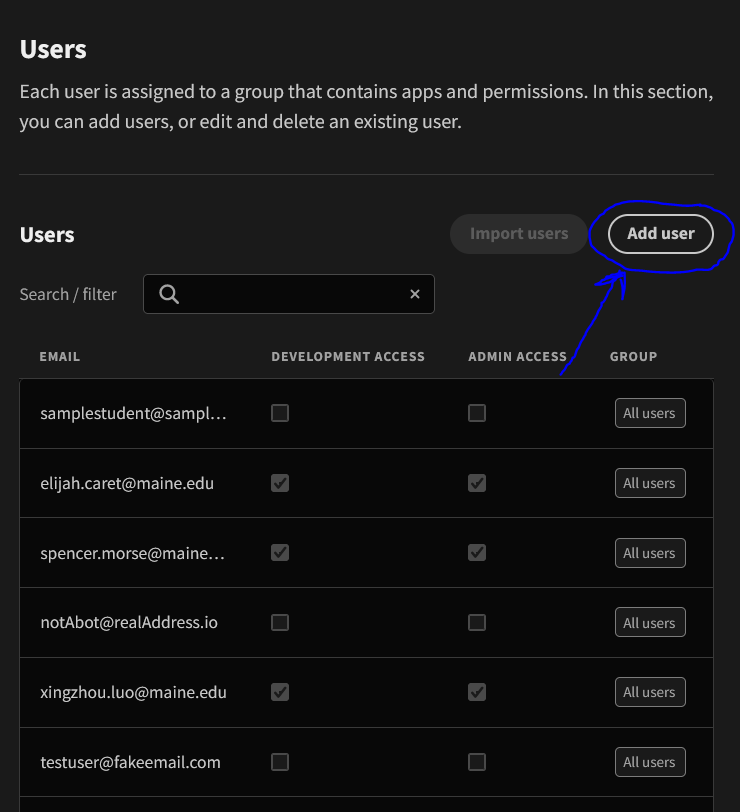 Users
Each user is assigned to a group that contains apps and permissions. In this section,
you can add users, or edit and delete an existing user.
Users
Import users
Add user
Search / filter
EMAIL DEVELOPMENT ACCESS ADMIN ACCESS GROUP
samplestudent@sampl... All users
elijah.caret@maine.edu All users
spencer.morse@maine... All users
notAbot@realAddress.io All users
xingzhou.luo@maine.edu All users
testuser@fakeemail.com All users